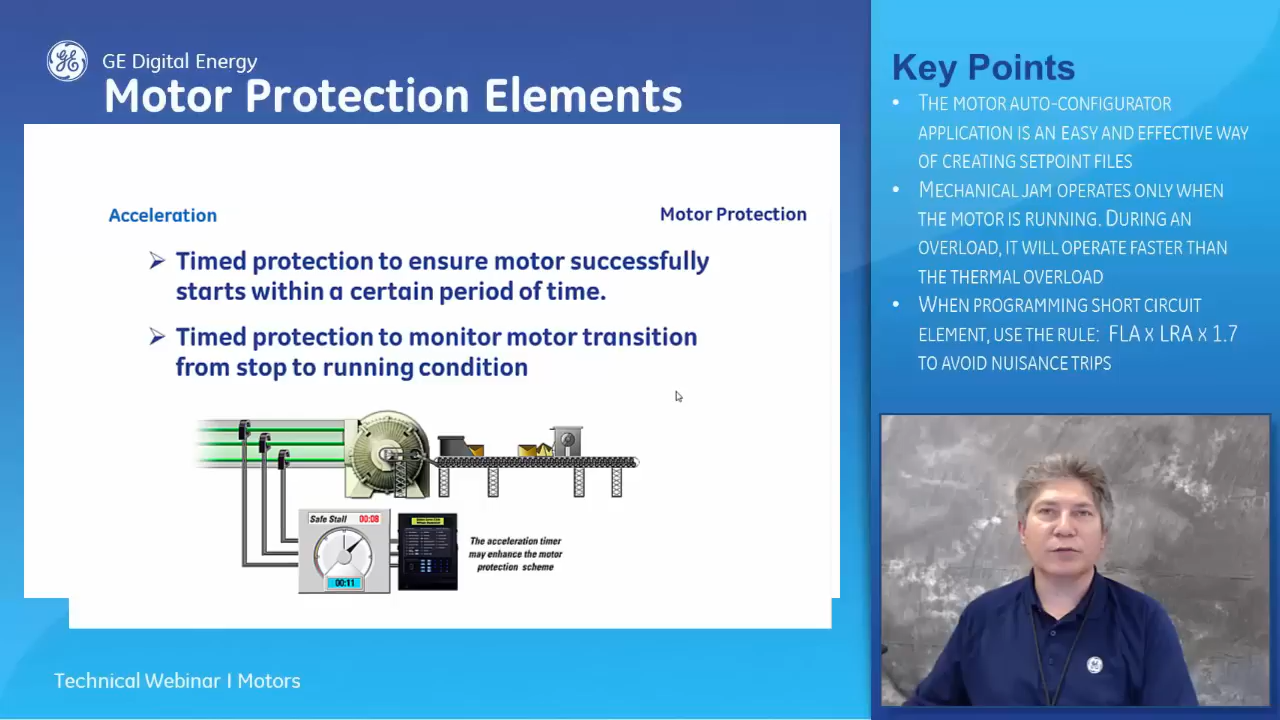 GE Digital Energy
Motor Protection Elements
Acceleration
Motor Protection
Timed protection to ensure motor successfully
starts within a certain period of time.
Timed protection to monitor motor transition
from stop to running condition
Safe Stall 00:08
00:11
The acceleration timer
may enhance the motor
protection scheme
Technical Webinar | Motors
Key Points
• THE MOTOR AUTO-CONFIGURATOR
APPLICATION IS AN EASY AND EFFECTIVE WAY
OF CREATING SETPOINT FILES
• MECHANICAL JAM OPERATES ONLY WHEN
THE MOTOR IS RUNNING. DURING AN
OVERLOAD, IT WILL OPERATE FASTER THAN
THE THERMAL OVERLOAD
• WHEN PROGRAMMING SHORT CIRCUIT
ELEMENT, USE THE RULE: FLA x LRA x 1.7
TO AVOID NUISANCE TRIPS